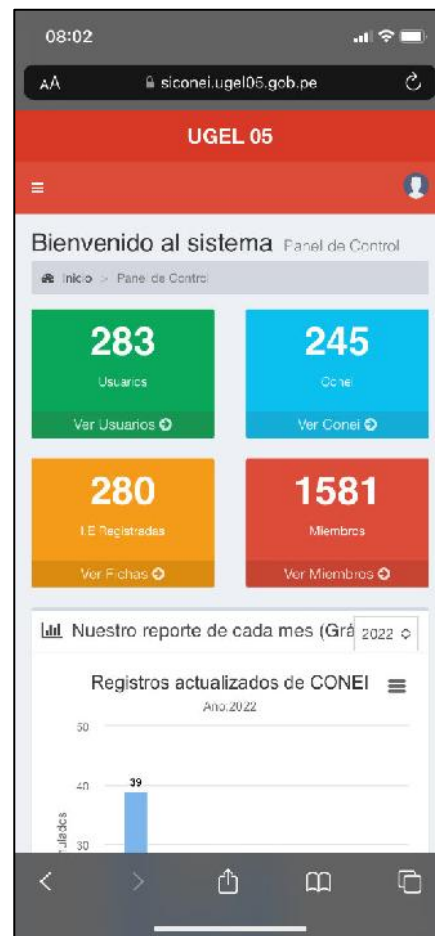 08:02
AA siconei.ugel05.gob.pe
UGEL 05
Bienvenido al sistema Panel de Control
Inicio > Panel de Control
283
Usuarios
Ver Usuarios
245
Conei
Ver Conei
280
I.E Registradas
Ver Fichas
1581
Miembros
Ver Miembros
Nuestro reporte de cada mes (Grá 2022
Registros actualizados de CONEI
Ano:2022
50
40
39
30